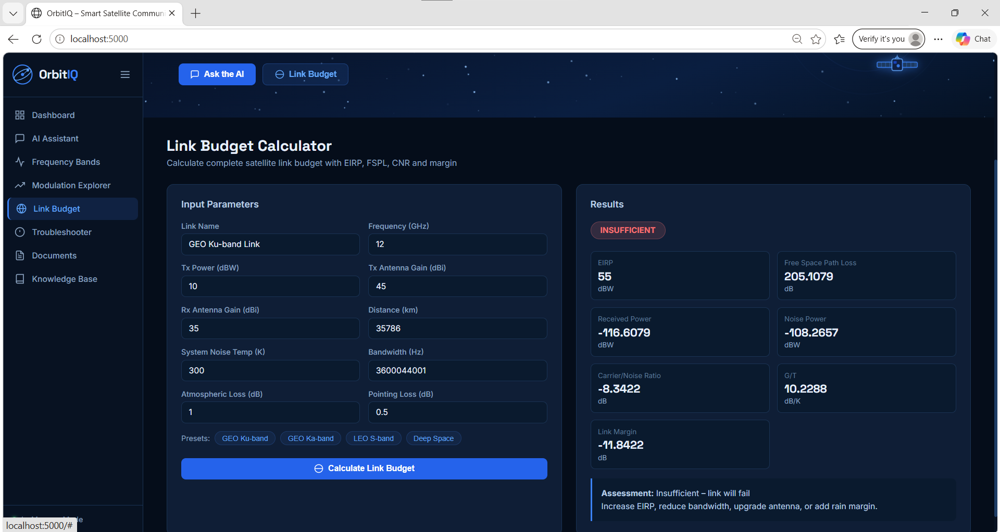 OrbitIQ – Smart Satellite Communi
localhost:5000
Verify it's you
Chat
OrbitIQ
Ask the AI
Link Budget
Dashboard
AI Assistant
Frequency Bands
Modulation Explorer
Link Budget
Troubleshooter
Documents
Knowledge Base
localhost:5000/#
Link Budget Calculator
Calculate complete satellite link budget with EIRP, FSPL, CNR and margin
Input Parameters
Link Name
Frequency (GHz)
GEO Ku-band Link
12
Tx Power (dBW)
Tx Antenna Gain (dBi)
10
45
Rx Antenna Gain (dBi)
Distance (km)
35
35786
System Noise Temp (K)
Bandwidth (Hz)
300
3600044001
Atmospheric Loss (dB)
Pointing Loss (dB)
1
0.5
Presets: GEO Ku-band GEO Ka-band LEO S-band Deep Space
Calculate Link Budget
Results
INSUFFICIENT
EIRP
55
dBW
Free Space Path Loss
205.1079
dB
Received Power
-116.6079
dBW
Noise Power
-108.2657
dBW
Carrier/Noise Ratio
-8.3422
dB
G/T
10.2288
dB/K
Link Margin
-11.8422
dB
Assessment: Insufficient – link will fail
Increase EIRP, reduce bandwidth, upgrade antenna, or add rain margin.